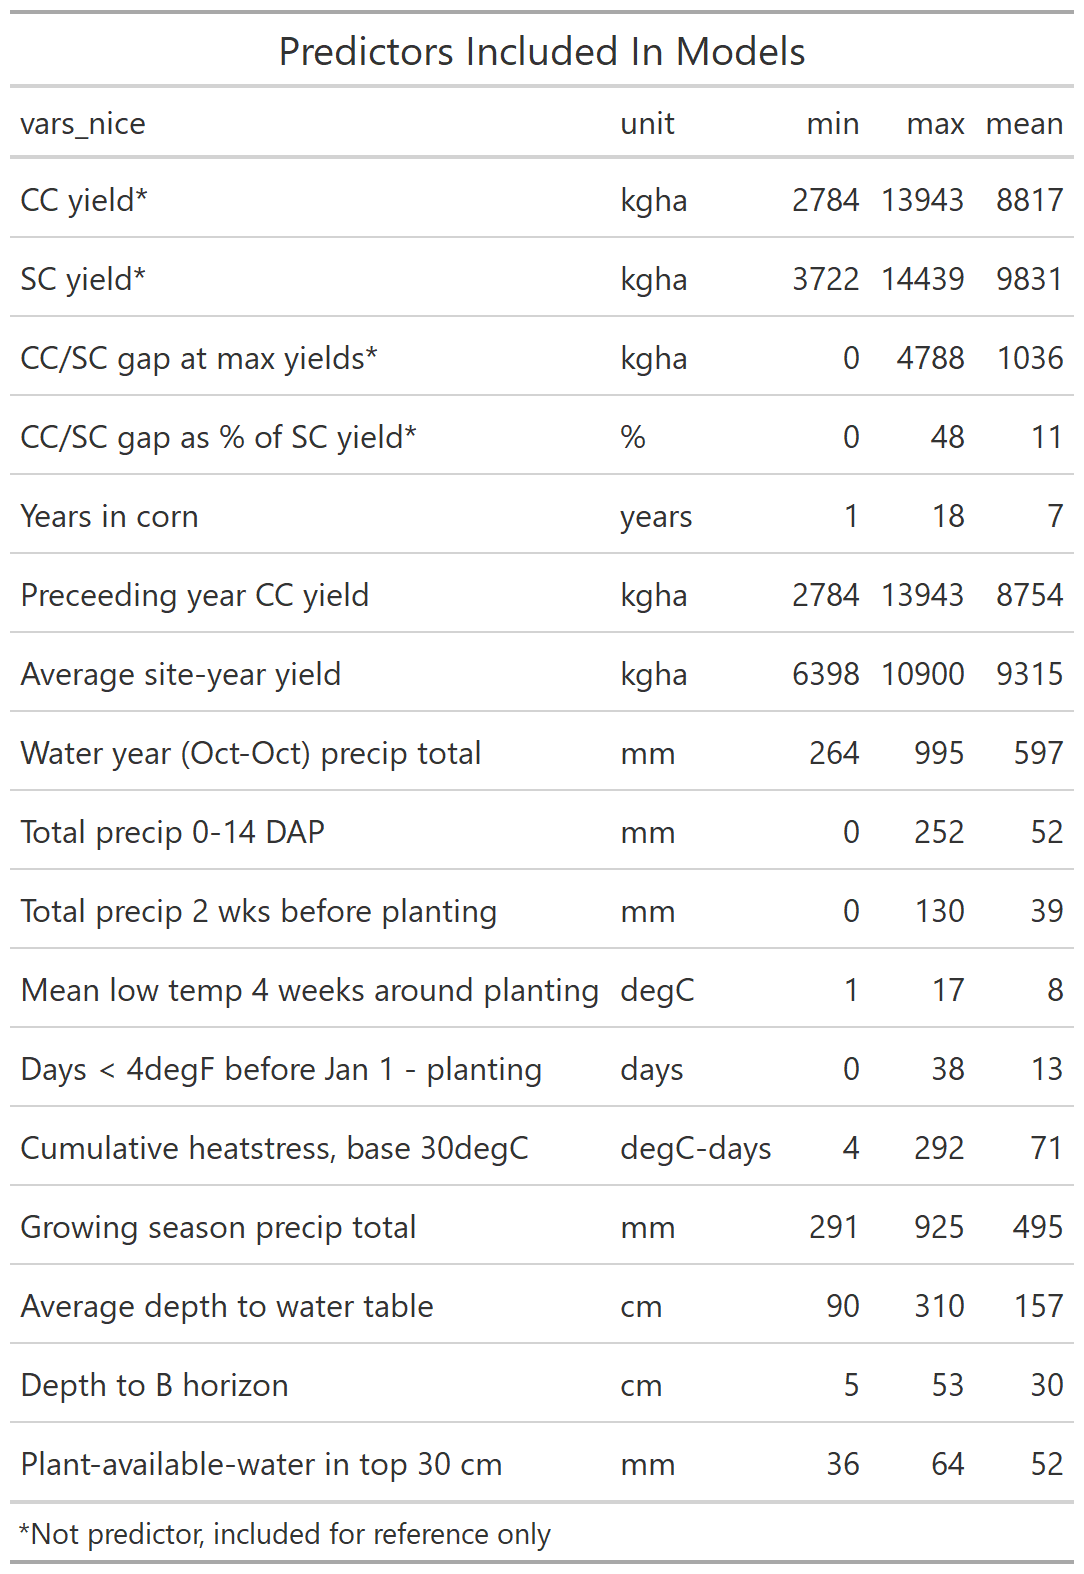 Predictors Included In Models
vars_nice unit min max mean
CC yield* kgha 2784 13943 8817
SC yield* kgha 3722 14439 9831
CC/SC gap at max yields* kgha 0 4788 1036
CC/SC gap as % of SC yield* % 0 48 11
Years in corn years 1 18 7
Preceeding year CC yield kgha 2784 13943 8754
Average site-year yield kgha 6398 10900 9315
Water year (Oct-Oct) precip total mm 264 995 597
Total precip 0-14 DAP mm 0 252 52
Total precip 2 wks before planting mm 0 130 39
Mean low temp 4 weeks around planting degC 1 17 8
Days < 4degF before Jan 1 - planting days 0 38 13
Cumulative heatstress, base 30degC degC-days 4 292 71
Growing season precip total mm 291 925 495
Average depth to water table cm 90 310 157
Depth to B horizon cm 5 53 30
Plant-available-water in top 30 cm mm 36 64 52
*Not predictor, included for reference only